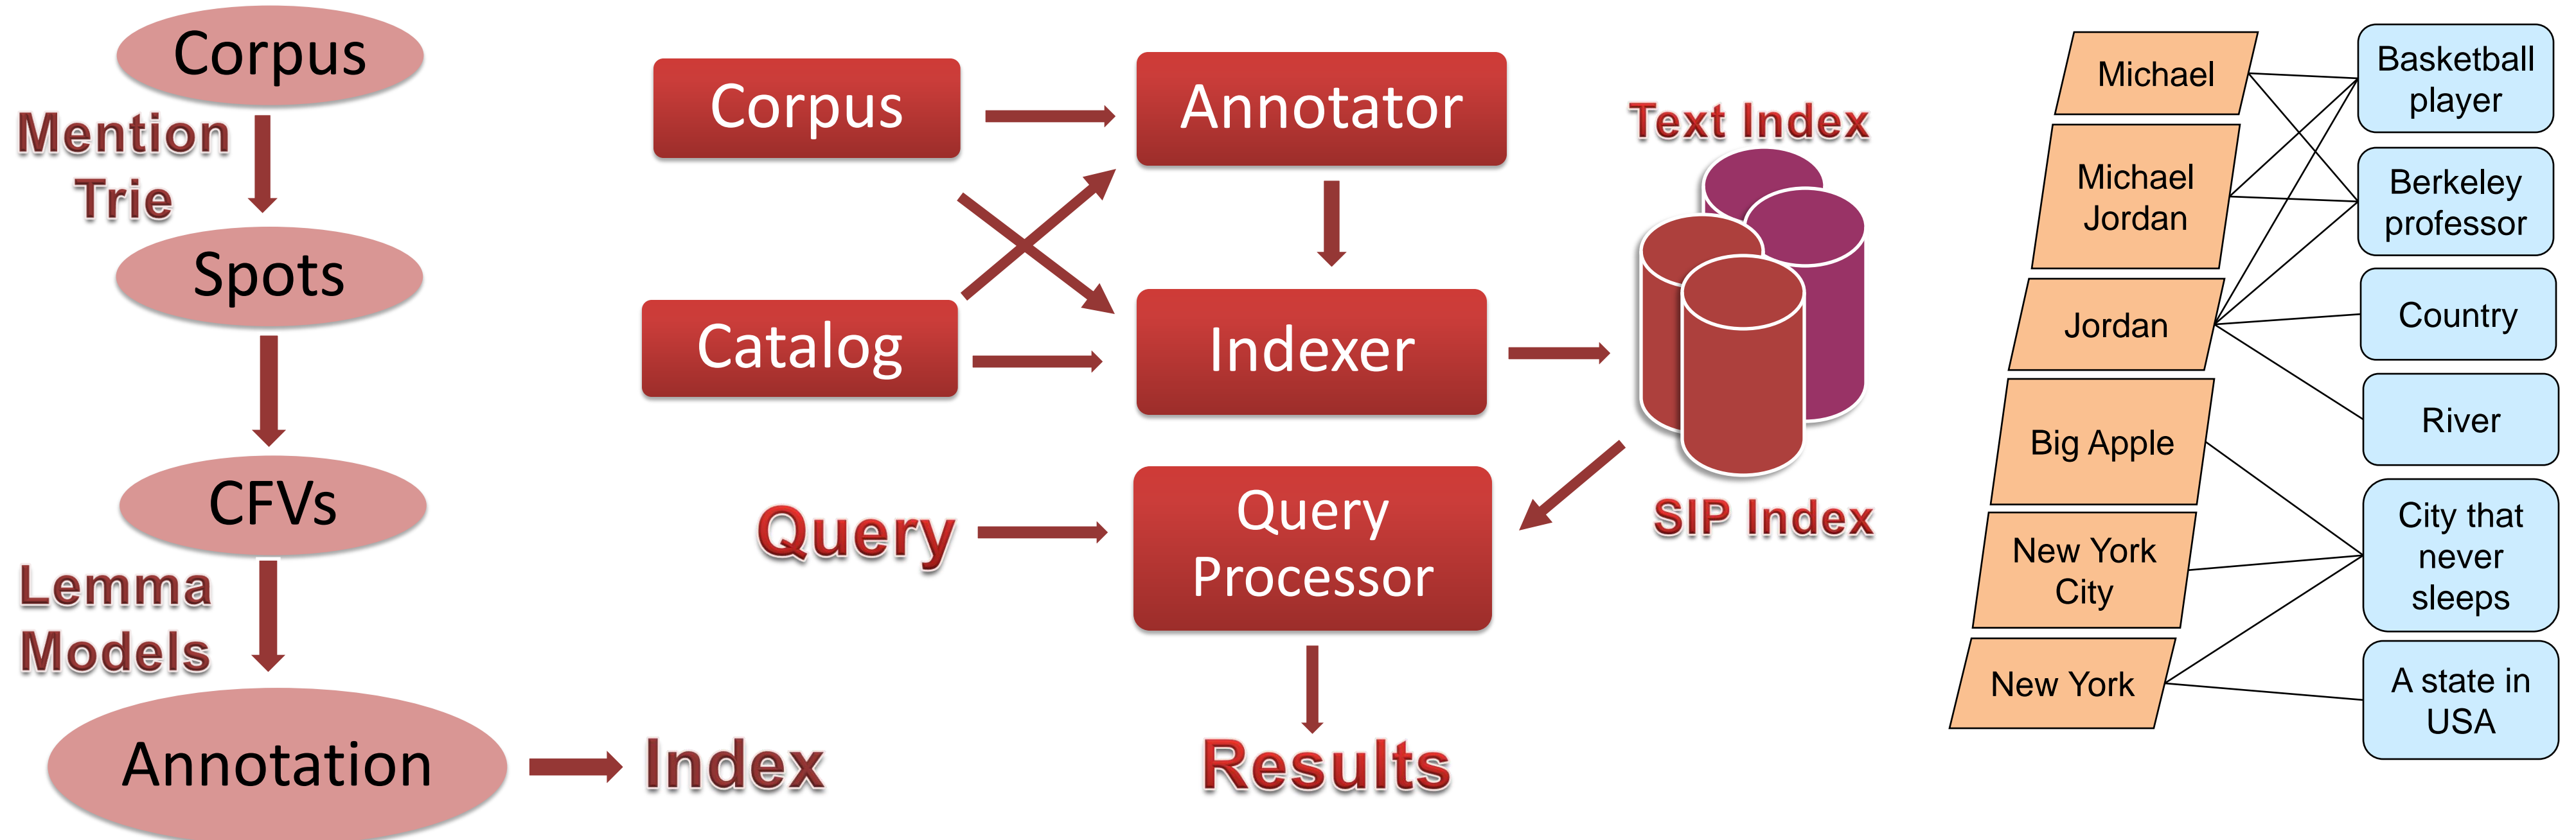 Corpus
Mention
Trie
Spots
CFVs
Lemma
Models
Annotation
Index
Corpus
Annotator
Catalog
Indexer
Text Index
SIP Index
Query
Query
Processor
Results
Michael
Michael
Jordan
Jordan
Big Apple
New York
City
New York
Basketball
player
Berkeley
professor
Country
River
City that
never
sleeps
A state in
USA